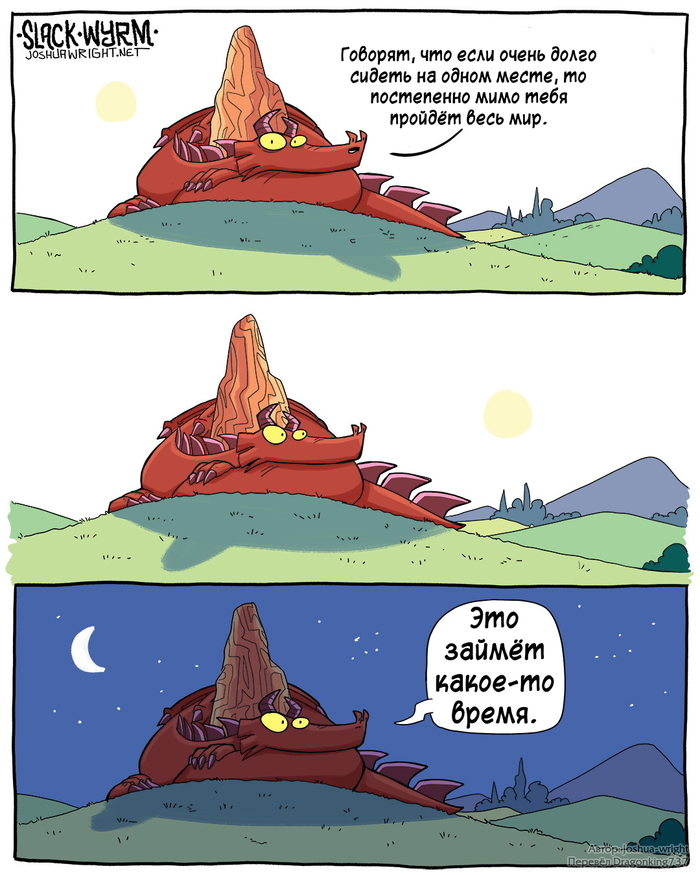 ·SLACK·WYRM·
JOSHUAWRIGHT.NET
Говорят, что если очень долго
сидеть на одном месте, то
постепенно мимо тебя
пройдёт весь мир.
Это
займёт
какое-то
время.
Автор: joshua-wright
Перевёл Dragonking737